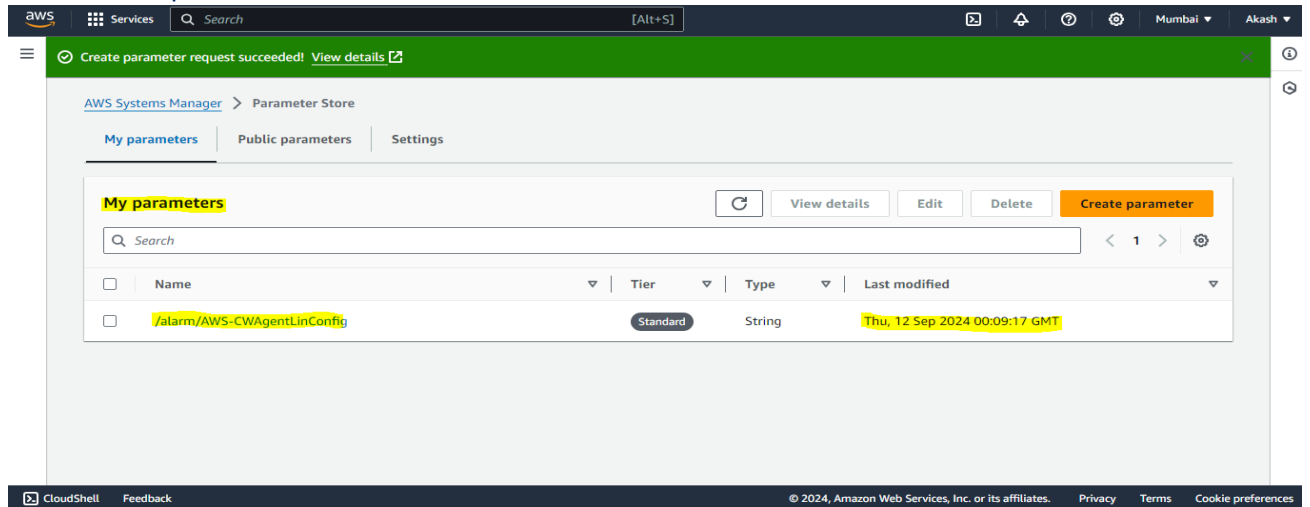 aws Services Search [Alt+S] Mumbai ▼ Akash ▼
Create parameter request succeeded! View details
AWS Systems Manager > Parameter Store
My parameters Public parameters Settings
My parameters View details Edit Delete Create parameter
Search < 1 >
Name Tier Type Last modified
/alarm/AWS-CWAgentLinConfig Standard String Thu, 12 Sep 2024 00:09:17 GMT
CloudShell Feedback © 2024, Amazon Web Services, Inc. or its affiliates. Privacy Terms Cookie preferences